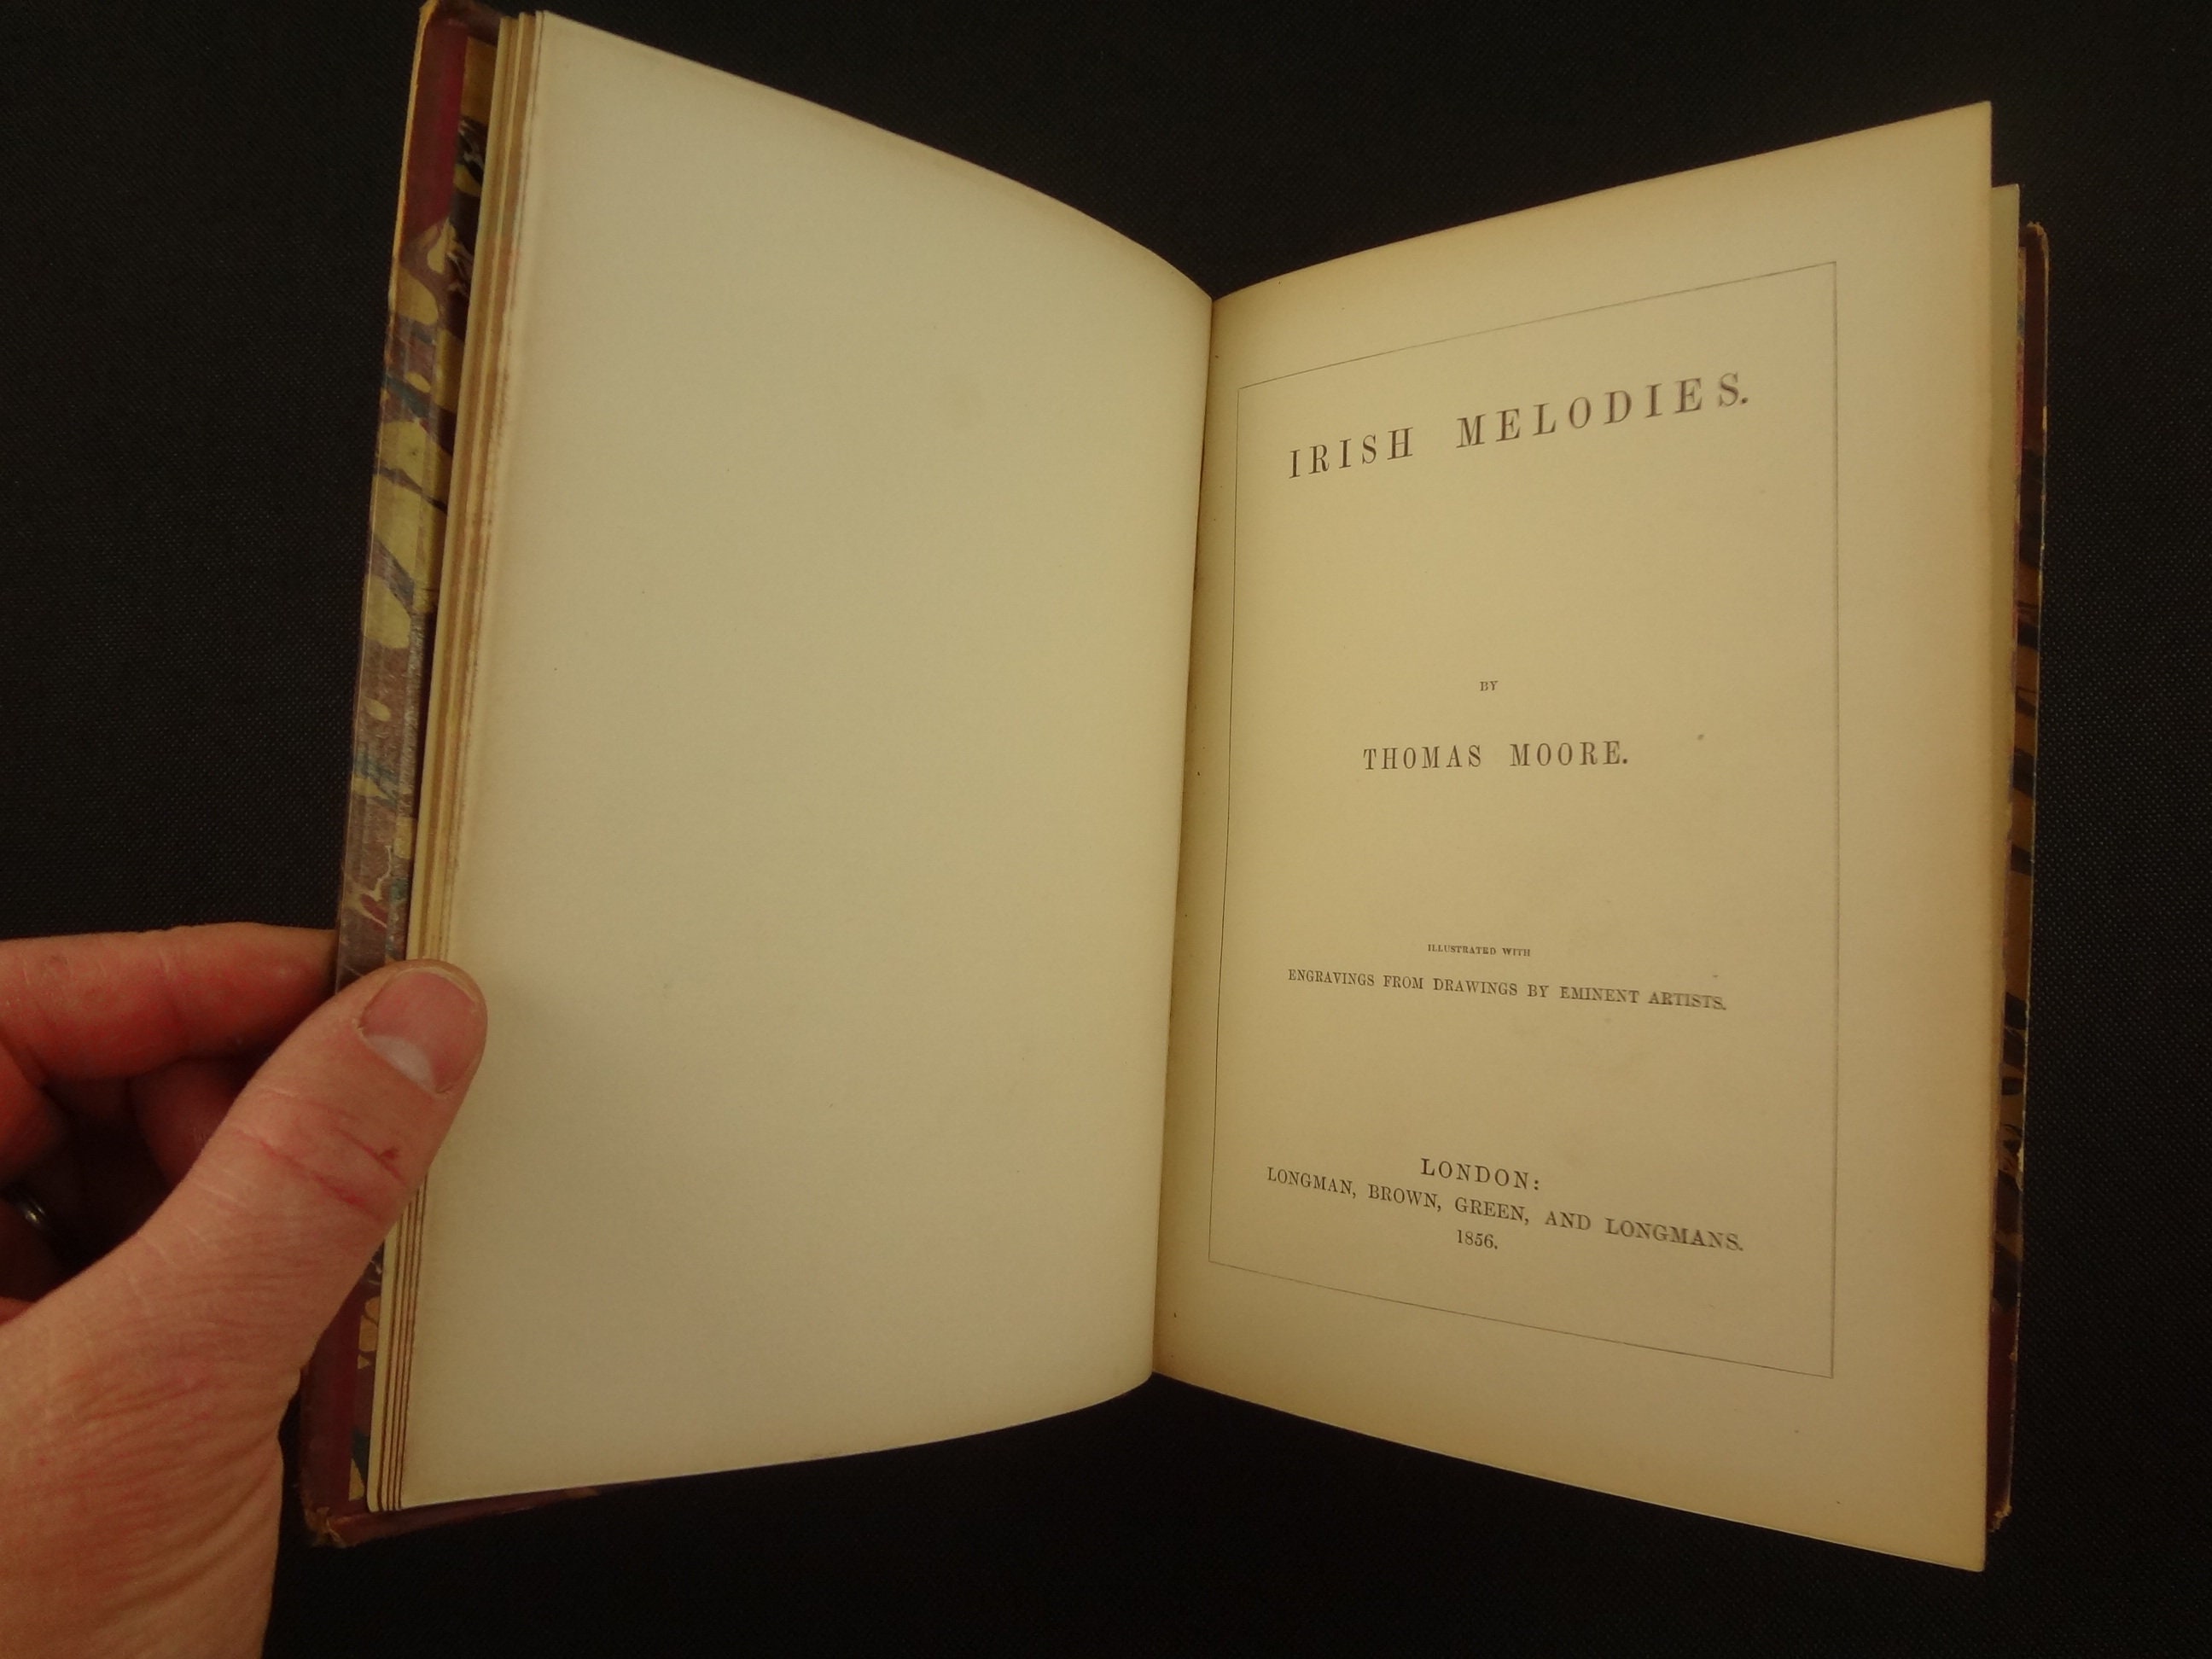 IRISH MELODIES.
BY
THOMAS MOORE.
ILLUSTRATED WITH
ENGRAVINGS FROM DRAWINGS BY EMINENT ARTISTS.
LONDON:
LONGMAN, BROWN, GREEN, AND LONGMANS.
1856.